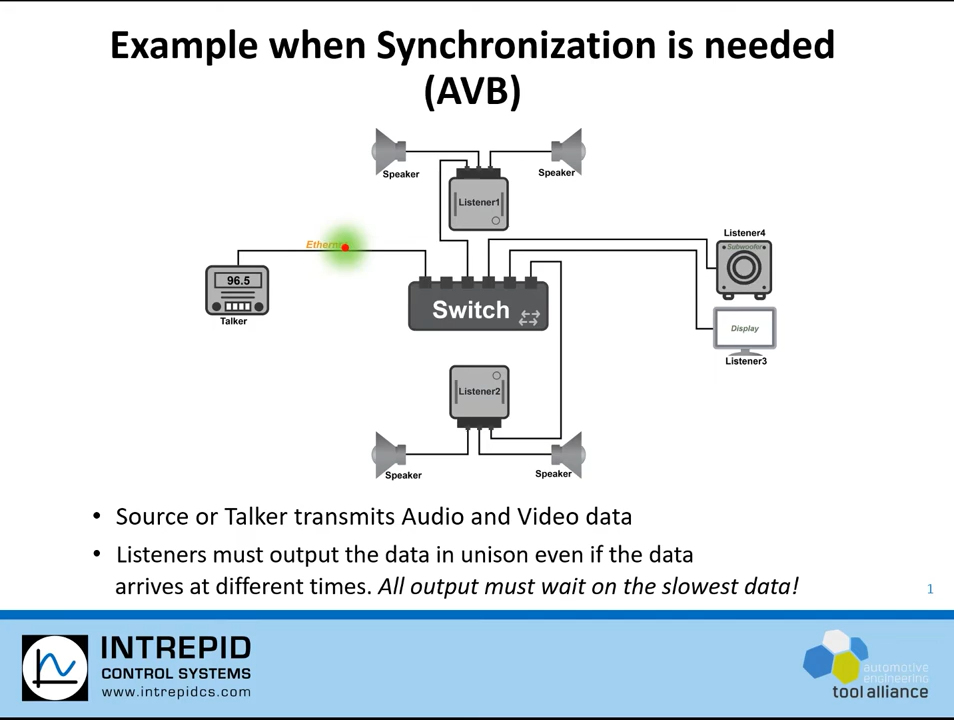 Example when Synchronization is needed
(AVB)
Speaker
Speaker
Listener1
Listener4
Subwoofer
96.5
Talker
Switch
Display
Listener3
Listener2
Speaker
Speaker
• Source or Talker transmits Audio and Video data
• Listeners must output the data in unison even if the data
arrives at different times. All output must wait on the slowest data!
1
INTREPID
CONTROL SYSTEMS
www.intrepidcs.com
automotive
engineering
tool alliance